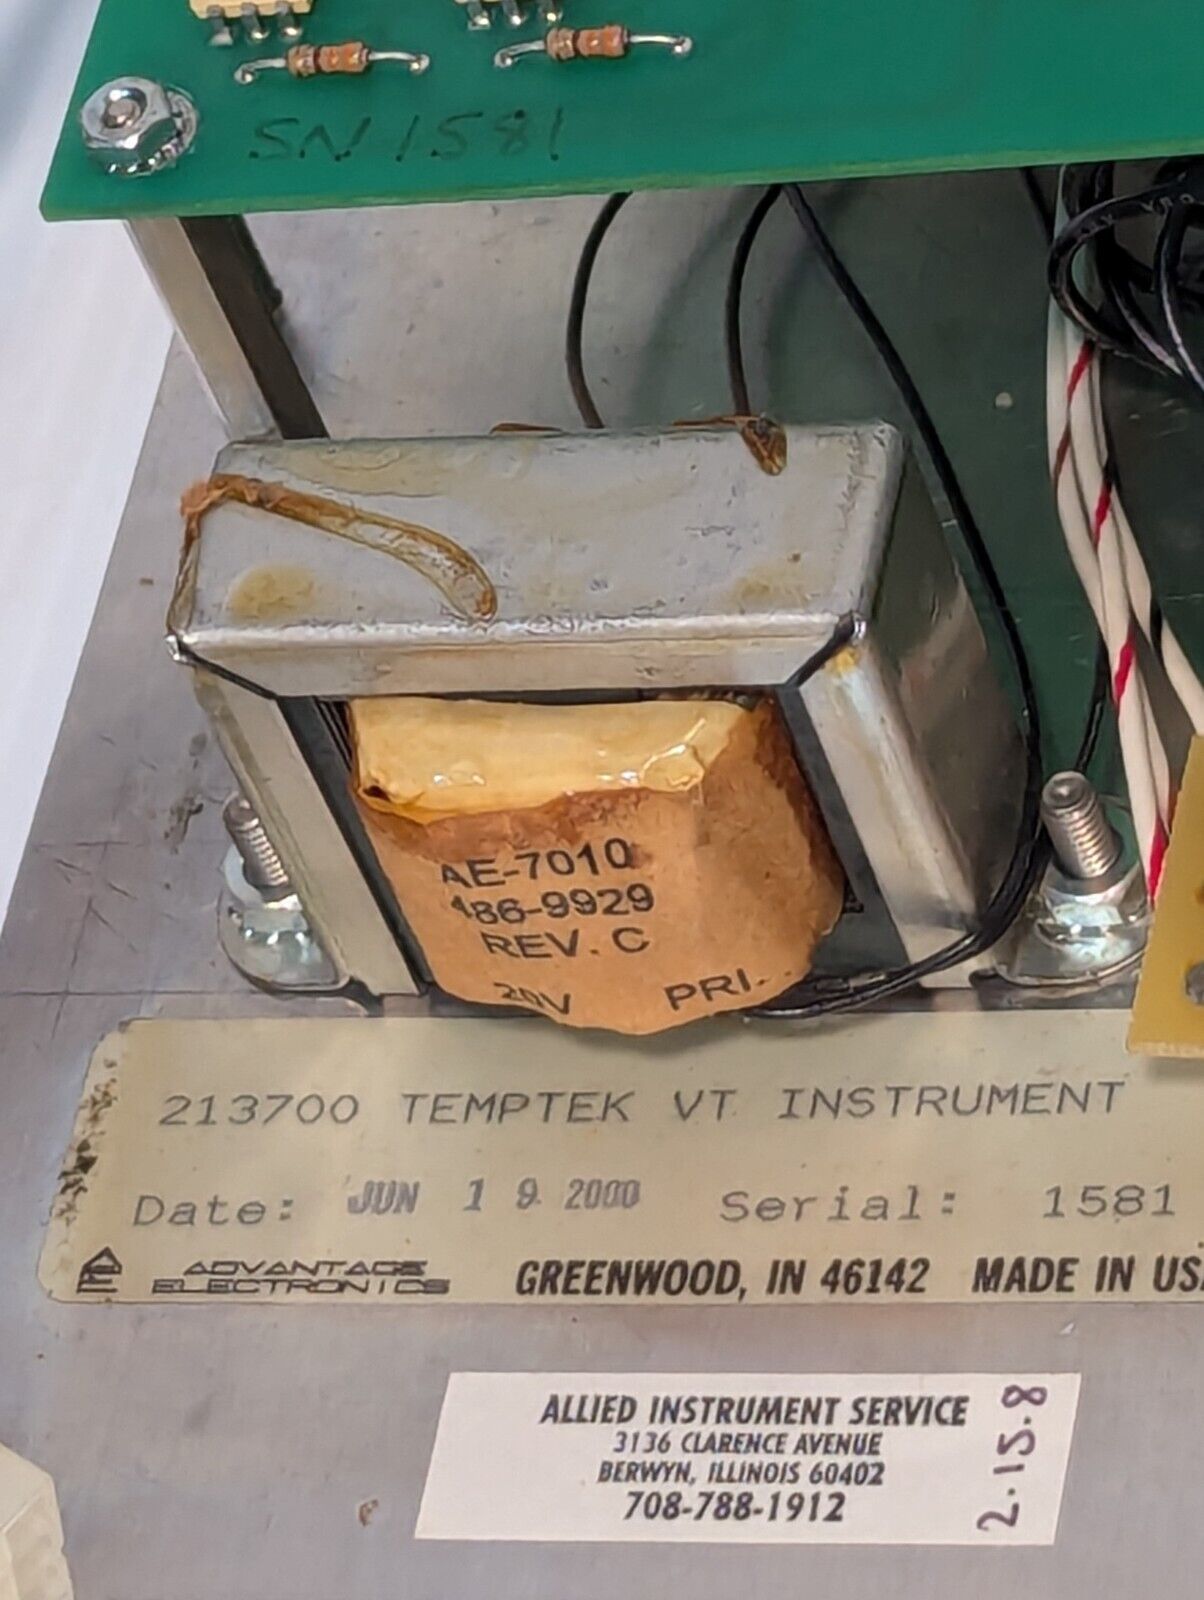 SN 1581
AE-7010
186-9929
REV. C
20V PRI.
213700 TEMPTEK VT INSTRUMENT
Date: JUN 19 2000 Serial: 1581
ADVANTAGE ELECTRONICS GREENWOOD, IN 46142 MADE IN USA
ALLIED INSTRUMENT SERVICE
3136 CLARENCE AVENUE
BERWYN, ILLINOIS 60402
708-788-1912
2.15.8